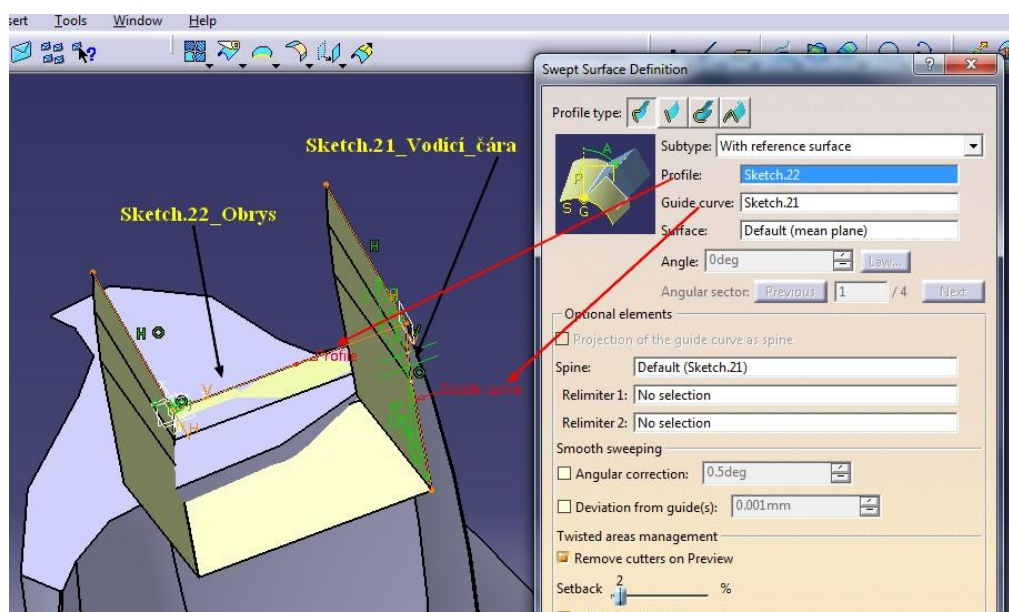 sert Tools Window Help
Swept Surface Definition
Profile type:
Subtype: With reference surface
Profile: Sketch.22
Guide curve: Sketch.21
Surface: Default (mean plane)
Angle: 0deg Law...
Angular sector: Previous 1 / 4 Next
Optional elements
Projection of the guide curve as spine
Spine: Default (Sketch.21)
Relimiter 1: No selection
Relimiter 2: No selection
Smooth sweeping
Angular correction: 0.5deg
Deviation from guide(s): 0.001mm
Twisted areas management
Remove cutters on Preview
Setback 2 %
A
P
S G
Sketch.21_Vodící_čára
Sketch.22_Obrys
H
H
V
Profile
Guide curve
V
H